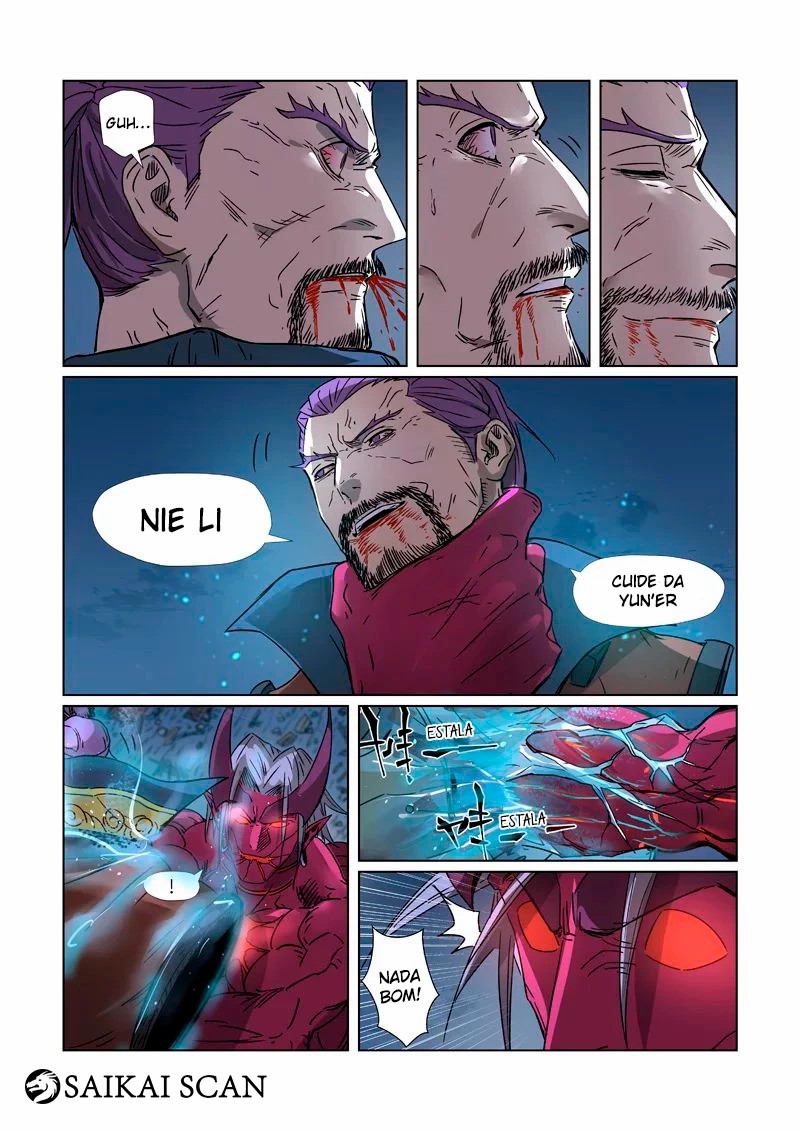 GUH...
NIE LI
CUIDE DA
YUN'ER
!
ESTALA
ESTALA
NADA
BOM!
SAIKAI SCAN